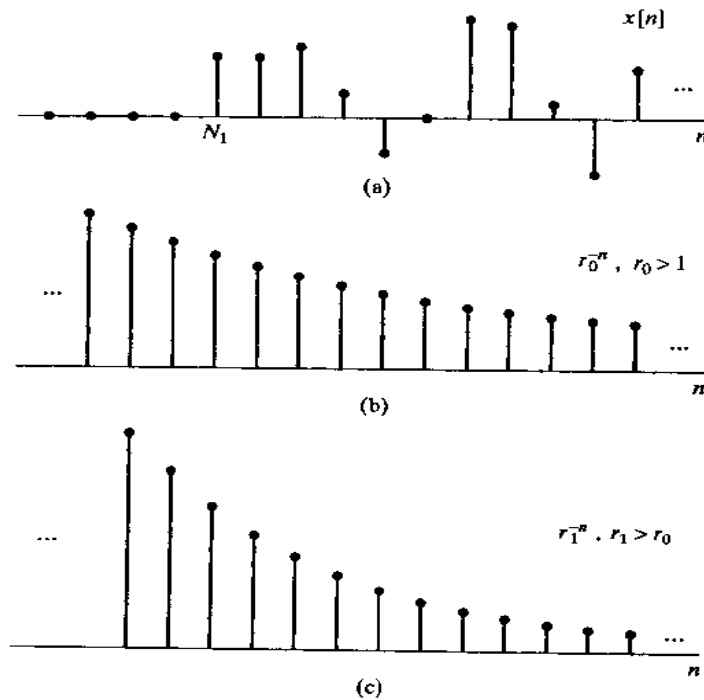 x[n]
...
N₁
n
(a)
r₀⁻ⁿ , r₀ > 1
... ...
n
(b)
... r₁⁻ⁿ , r₁ > r₀
...
n
(c)